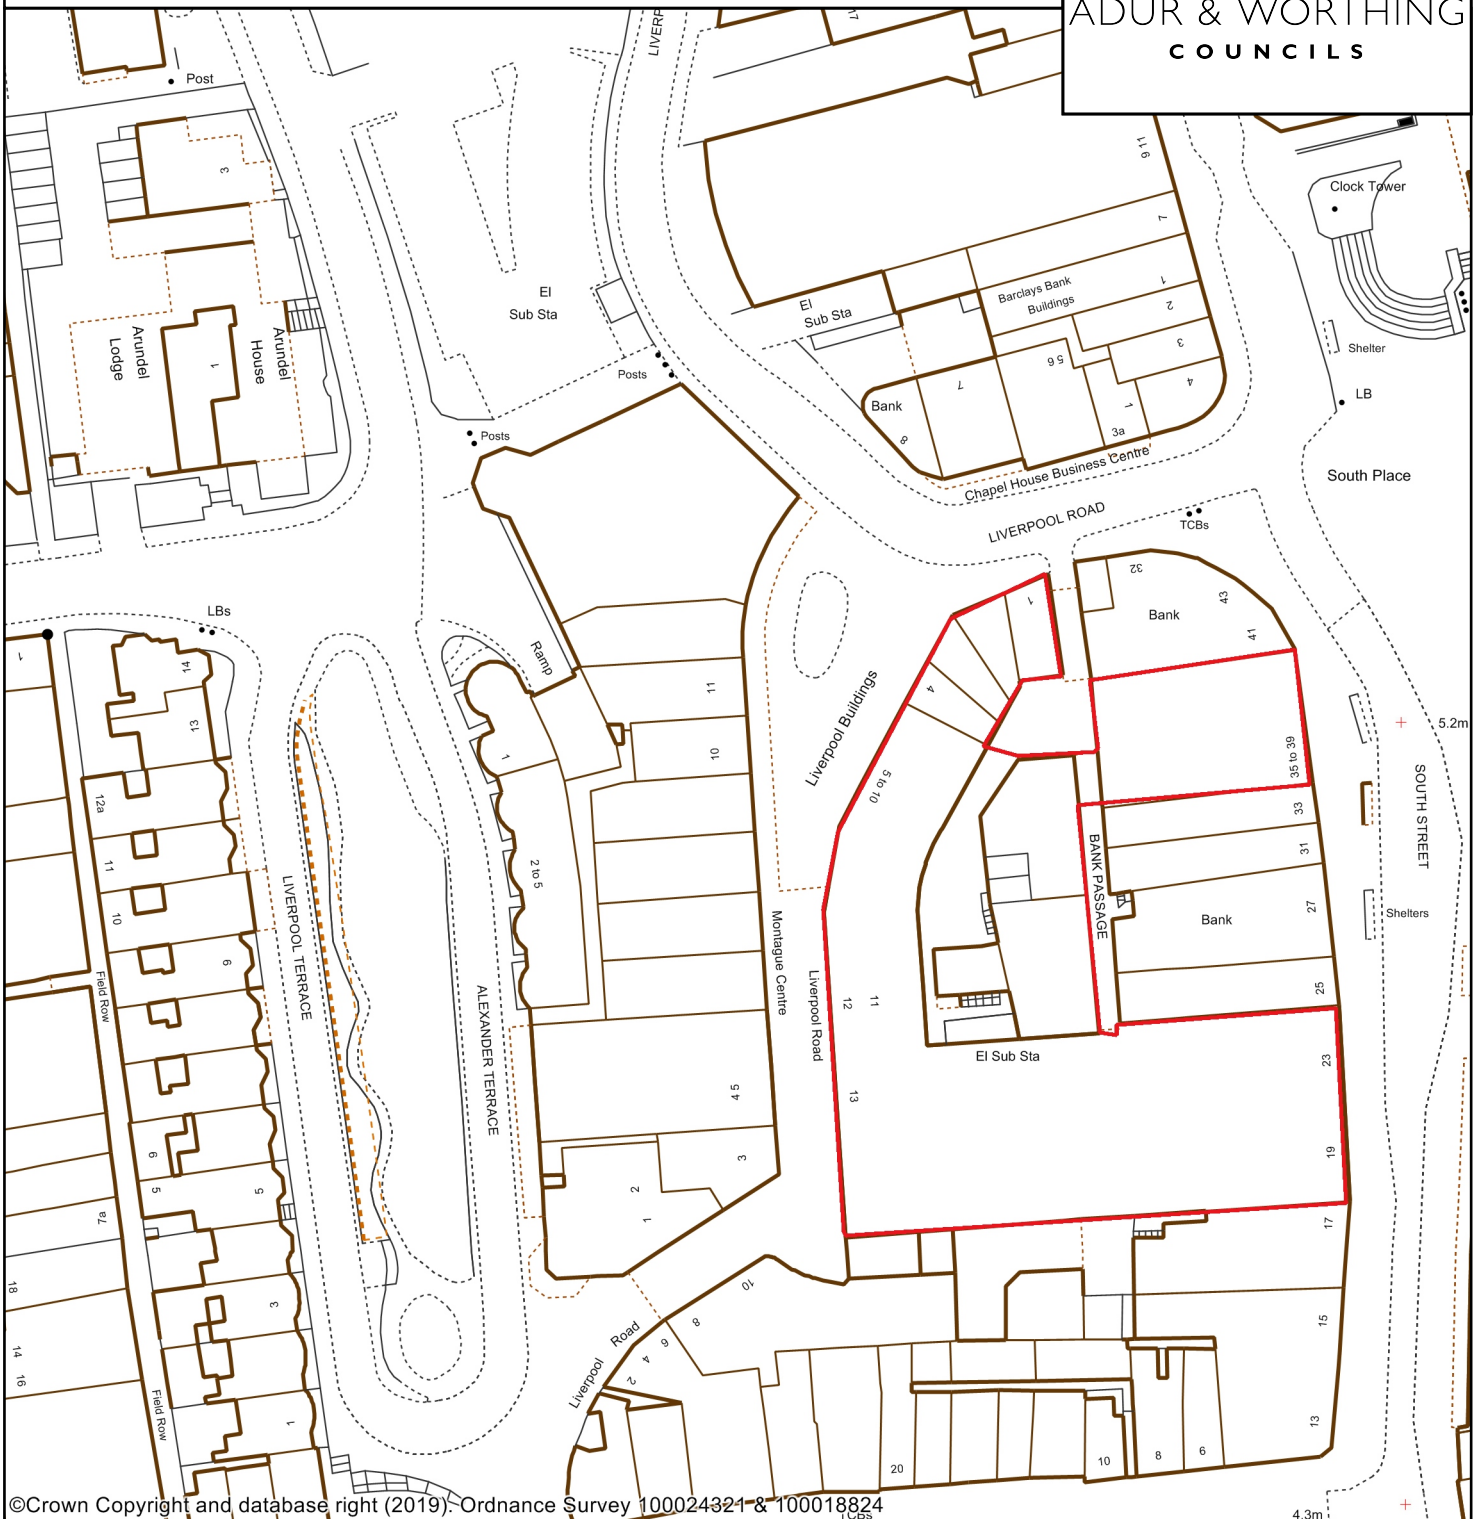 ADUR & WORTHING
COUNCILS
LIVERP
17
Post
3
9 11
Clock Tower
7
Barclays Bank
Buildings
1
2
3
4
El
Sub Sta
El
Sub Sta
Shelter
LB
Arundel
Lodge
1
Arundel
House
Posts
5 6
7
Bank
8
1
3a
Posts
Chapel House Business Centre
South Place
LIVERPOOL ROAD
TCBs
32
43
Bank
41
LBs
1
14
13
Ramp
1
4
Liverpool Buildings
11
10
1
5 to 10
35 to 39
5.2m
SOUTH STREET
12a
11
10
9
2 to 5
33
31
27
Bank
25
Shelters
BANK PASSAGE
LIVERPOOL TERRACE
ALEXANDER TERRACE
Montague Centre
Liverpool Road
12
11
13
El Sub Sta
23
19
Field Row
6
5
5
7a
4 5
3
2
1
17
18
3
10
8
6
4
2
Liverpool
Road
15
14
16
1
Field Row
13
20
10
8
6
©Crown Copyright and database right (2019). Ordnance Survey 100024321 & 100018824
CBs
4.3m